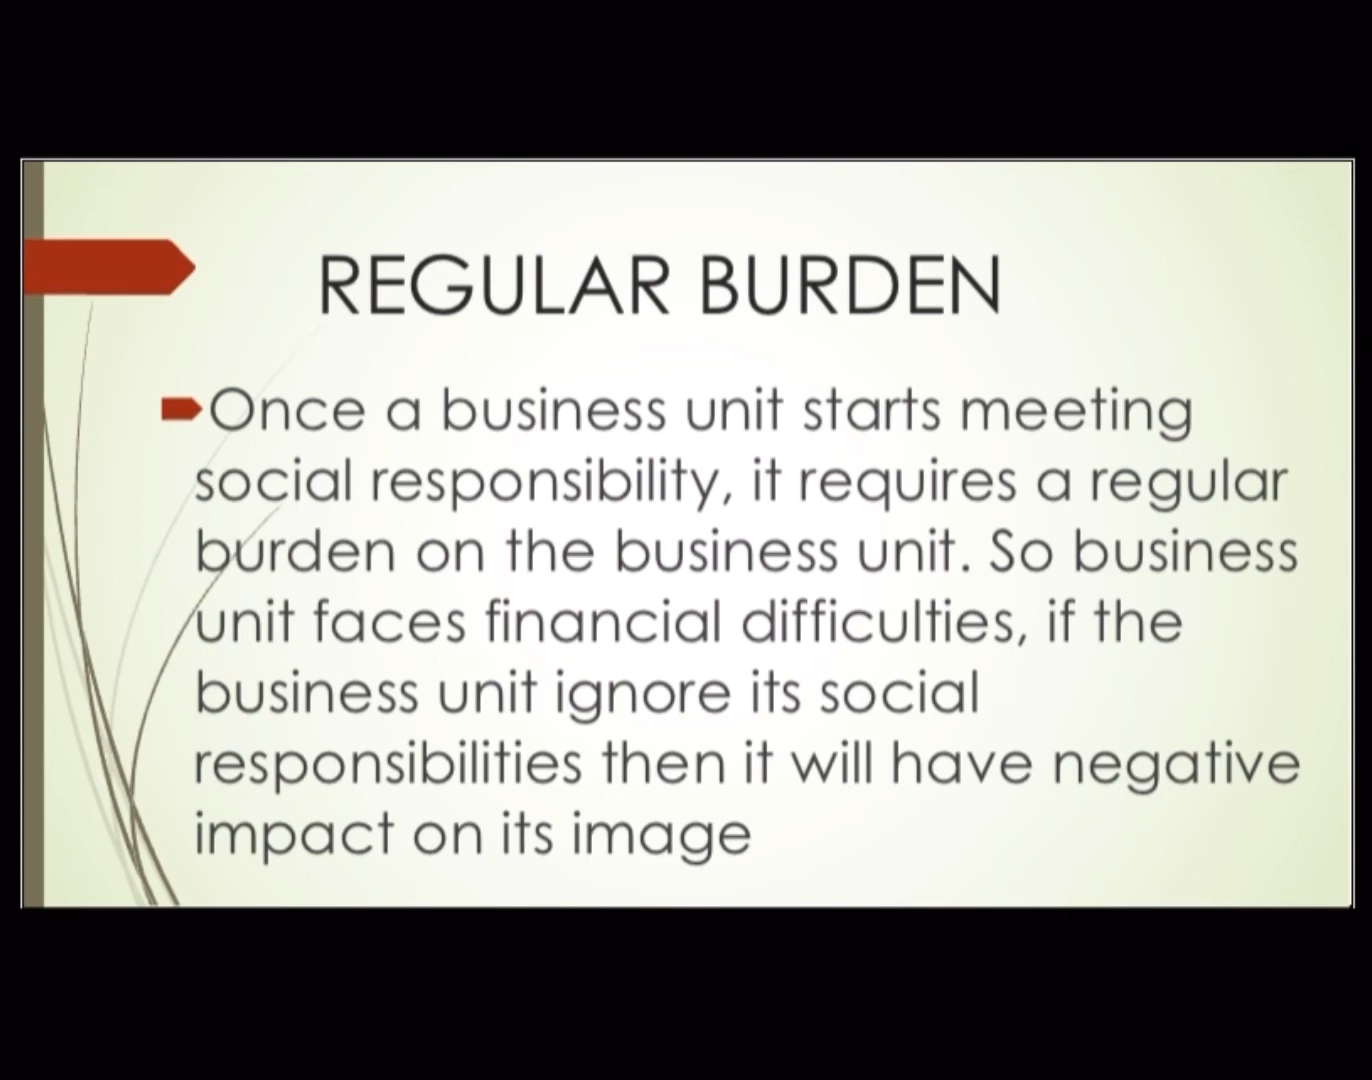 REGULAR BURDEN
Once a business unit starts meeting
social responsibility, it requires a regular
burden on the business unit. So business
unit faces financial difficulties, if the
business unit ignore its social
responsibilities then it will have negative
impact on its image